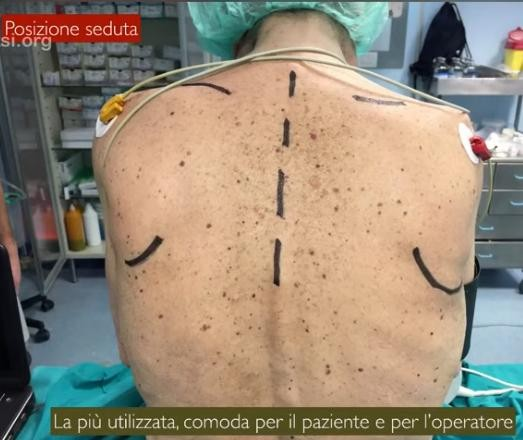 Posizione seduta
si.org
La più utilizzata, comoda per il paziente e per l'operatore